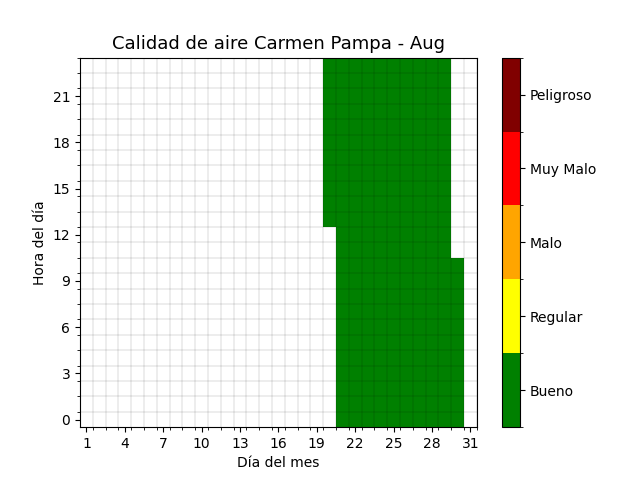 Calidad de aire Carmen Pampa - Aug
Hora del día
21
18
15
12
9
6
3
0
1 4 7 10 13 16 19 22 25 28 31
Día del mes
Peligroso
Muy Malo
Malo
Regular
Bueno